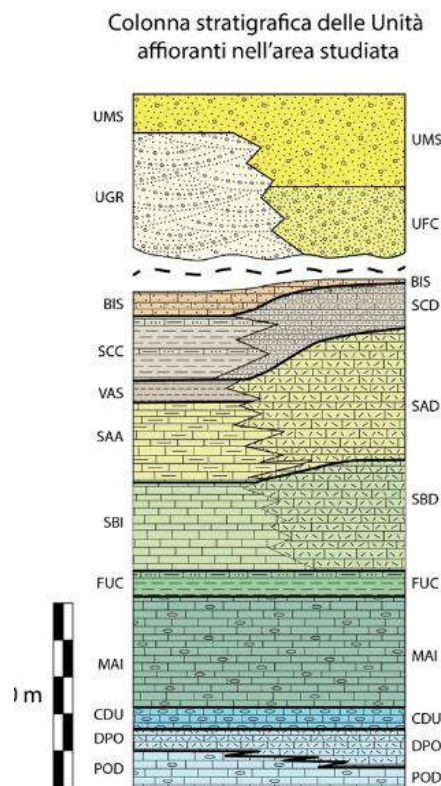 Colonna stratigrafica delle Unità
affioranti nell'area studiata
UMS
UMS
UGR
UFC
BIS
BIS
SCD
SCC
VAS
SAD
SAA
SBD
SBI
FUC
FUC
MAI
MAI
0 m
CDU
CDU
DPO
DPO
POD
POD